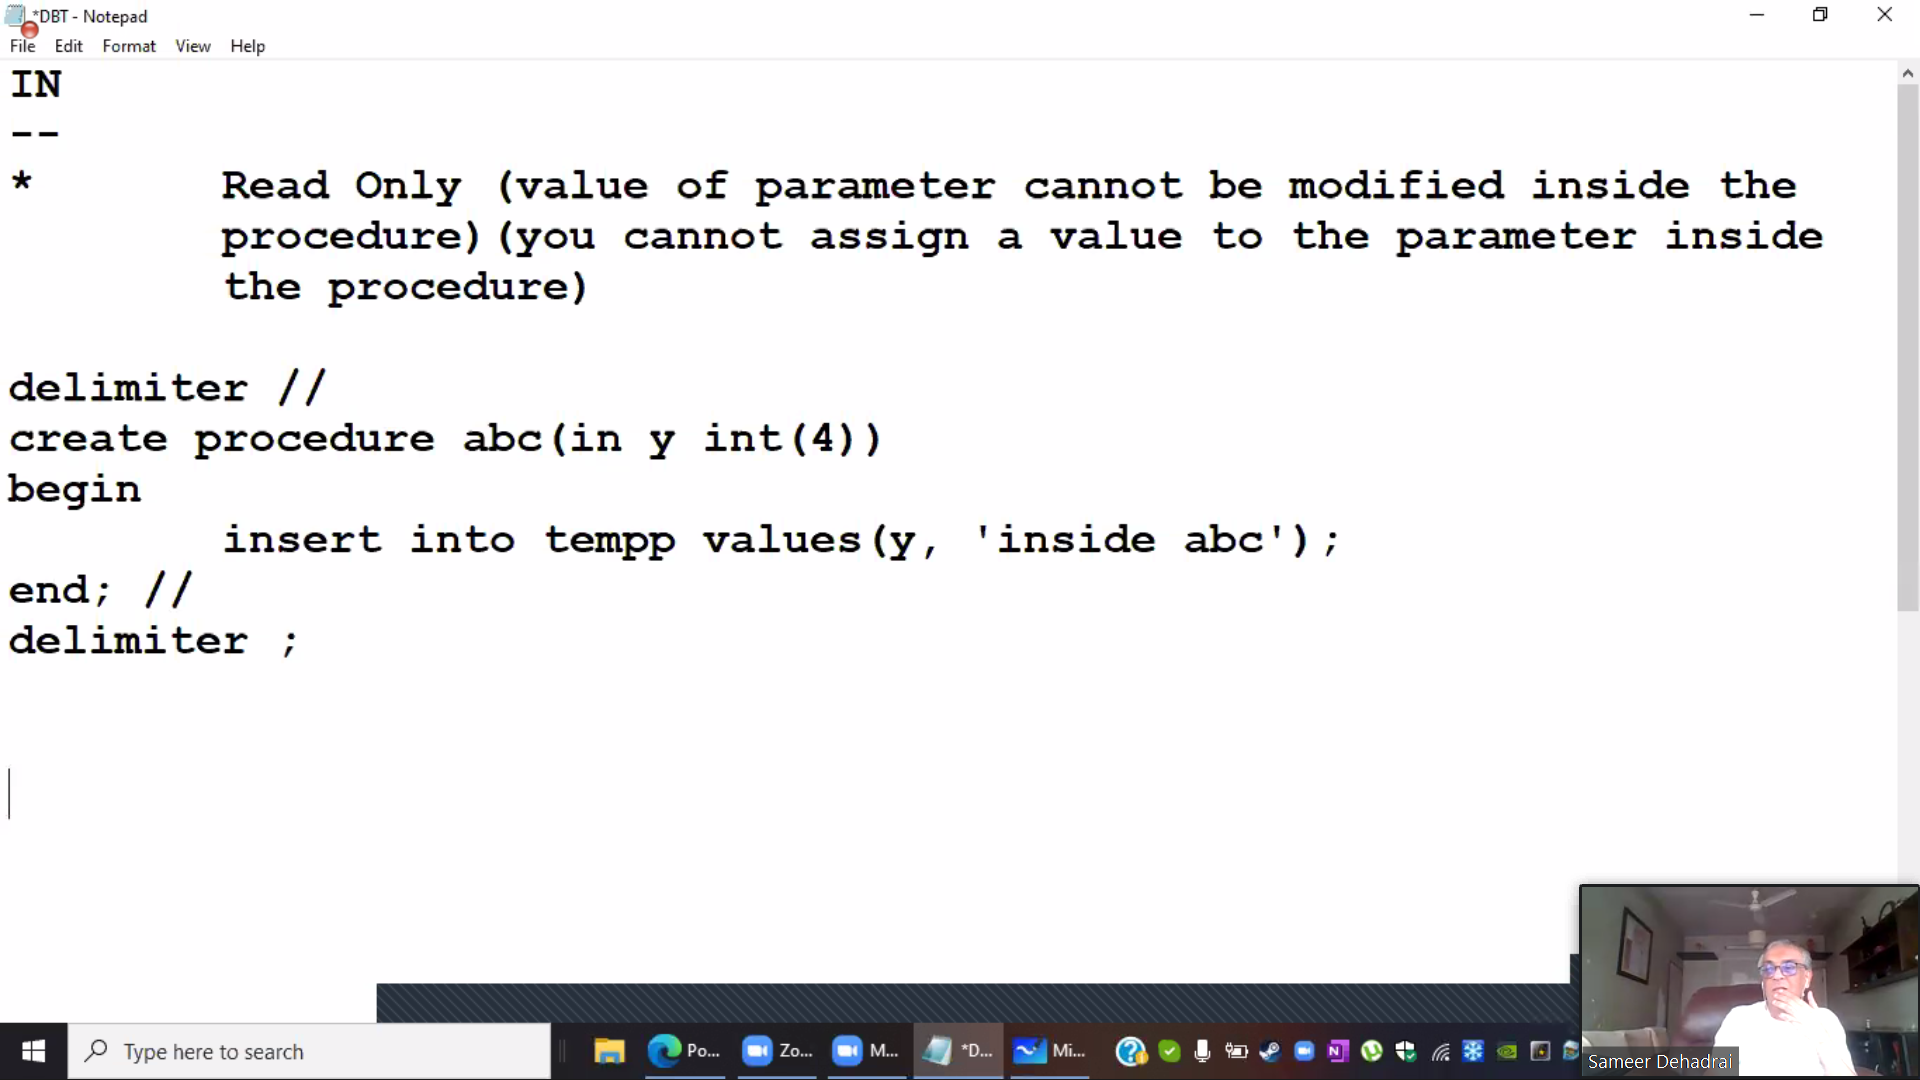 *DBT - Notepad
File Edit Format View Help
IN
--
* Read Only (value of parameter cannot be modified inside the
procedure)(you cannot assign a value to the parameter inside
the procedure)
delimiter //
create procedure abc(in y int(4))
begin
insert into tempp values(y, 'inside abc');
end; //
delimiter ;
Type here to search
Po...
Zo...
M...
*D...
Mi...
Sameer Dehadrai